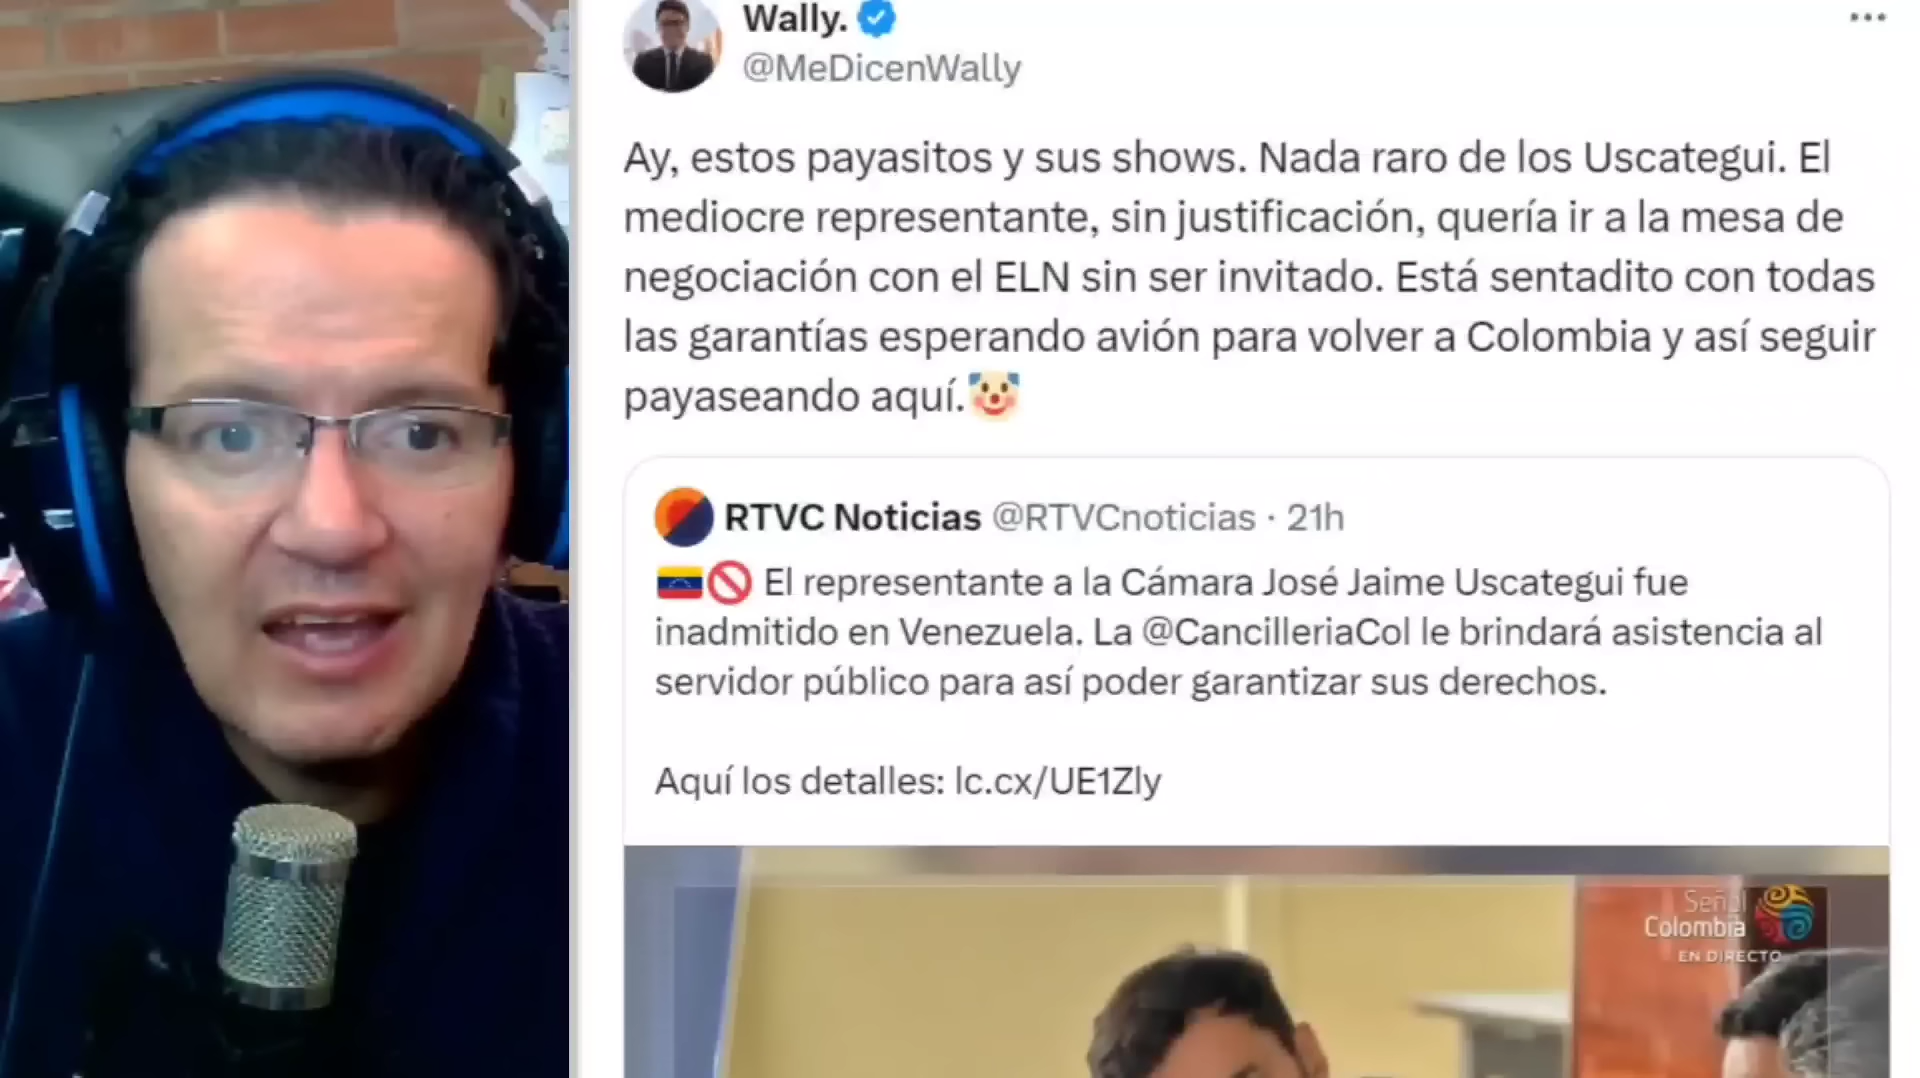 Wally.
@MeDicenWally
Ay, estos payasitos y sus shows. Nada raro de los Uscategui. El
mediocre representante, sin justificación, quería ir a la mesa de
negociación con el ELN sin ser invitado. Está sentadito con todas
las garantías esperando avión para volver a Colombia y así seguir
payaseando aquí.🤡
RTVC Noticias @RTVCnoticias · 21h
🇻🇪🚫 El representante a la Cámara José Jaime Uscategui fue
inadmitido en Venezuela. La @CancilleriaCol le brindará asistencia al
servidor público para así poder garantizar sus derechos.
Aquí los detalles: lc.cx/UE1Zly
Señal
Colombia
EN DIRECTO